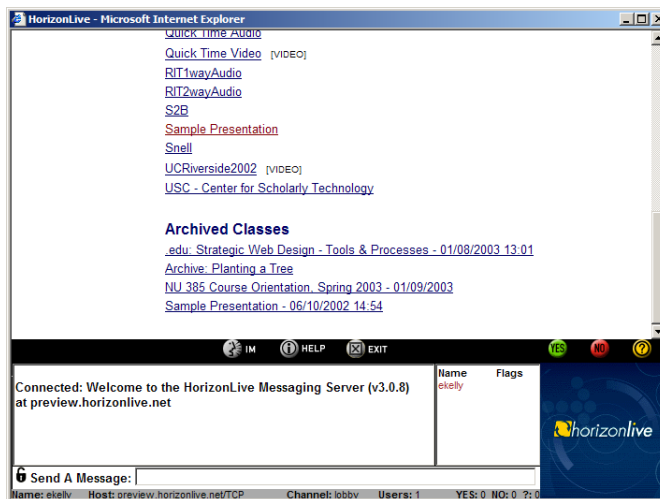 HorizonLive - Microsoft Internet Explorer
Quick Time Audio
Quick Time Video [VIDEO]
RIT1wayAudio
RIT2wayAudio
S2B
Sample Presentation
Snell
UCRiverside2002 [VIDEO]
USC - Center for Scholarly Technology
Archived Classes
.edu: Strategic Web Design - Tools & Processes - 01/08/2003 13:01
Archive: Planting a Tree
NU 385 Course Orientation, Spring 2003 - 01/09/2003
Sample Presentation - 06/10/2002 14:54
IM HELP EXIT YES NO ?
Connected: Welcome to the HorizonLive Messaging Server (v3.0.8)
at preview.horizonlive.net
Name Flags
ekelly
horizonlive
Send A Message:
Name: ekelly Host: preview.horizonlive.net/TCP Channel: lobby Users: 1 YES: 0 NO: 0 ?: 0